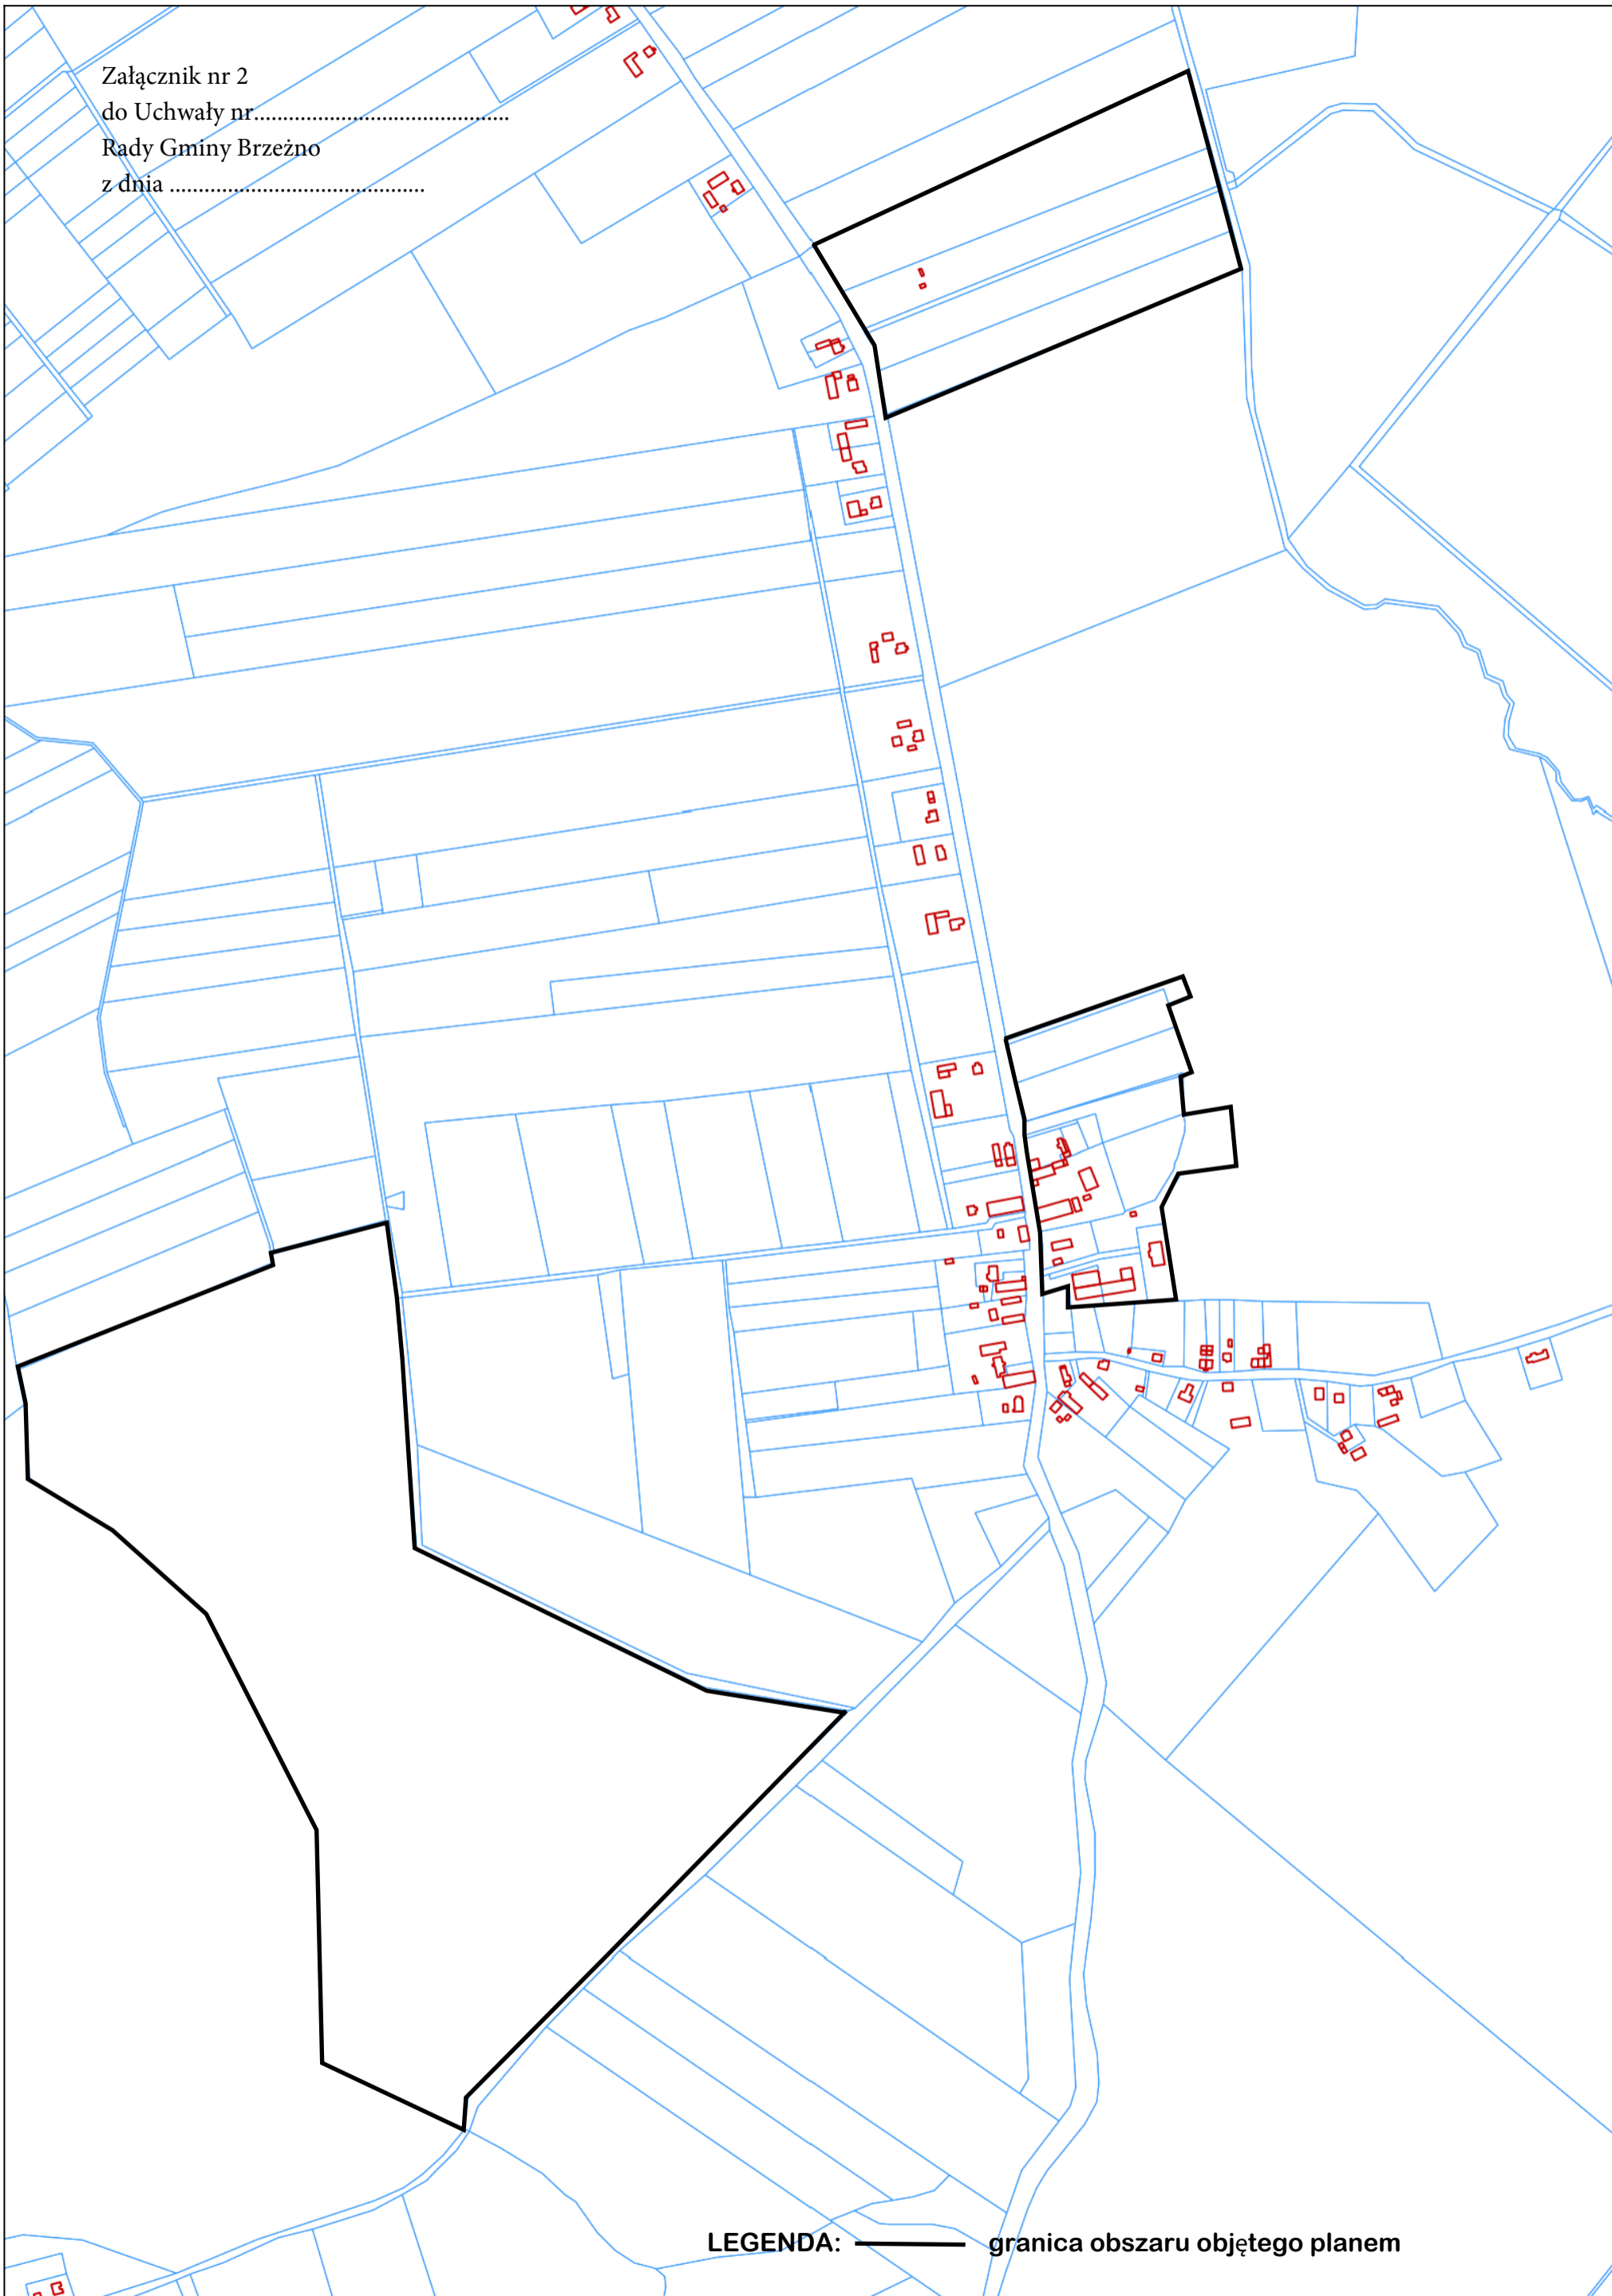 Załącznik nr 2
do Uchwały nr............................................
Rady Gminy Brzeżno
z dnia ............................................
LEGENDA: granica obszaru objętego planem